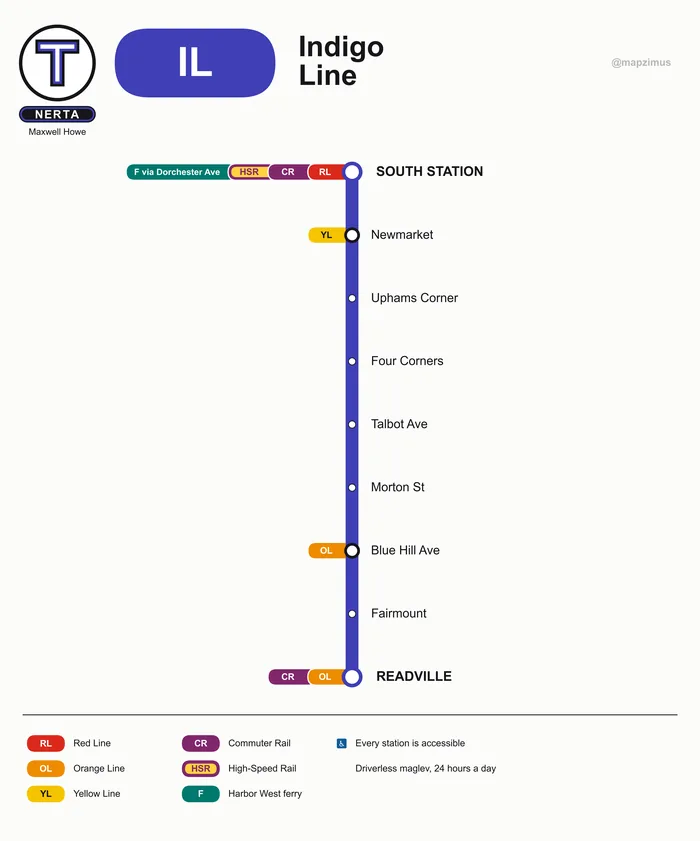 T
NERTA
Maxwell Howe
IL
Indigo
Line
@mapzimus
F via Dorchester Ave HSR CR RL SOUTH STATION
YL Newmarket
Uphams Corner
Four Corners
Talbot Ave
Morton St
OL Blue Hill Ave
Fairmount
CR OL READVILLE
RL Red Line CR Commuter Rail ♿ Every station is accessible
OL Orange Line HSR High-Speed Rail Driverless maglev, 24 hours a day
YL Yellow Line F Harbor West ferry